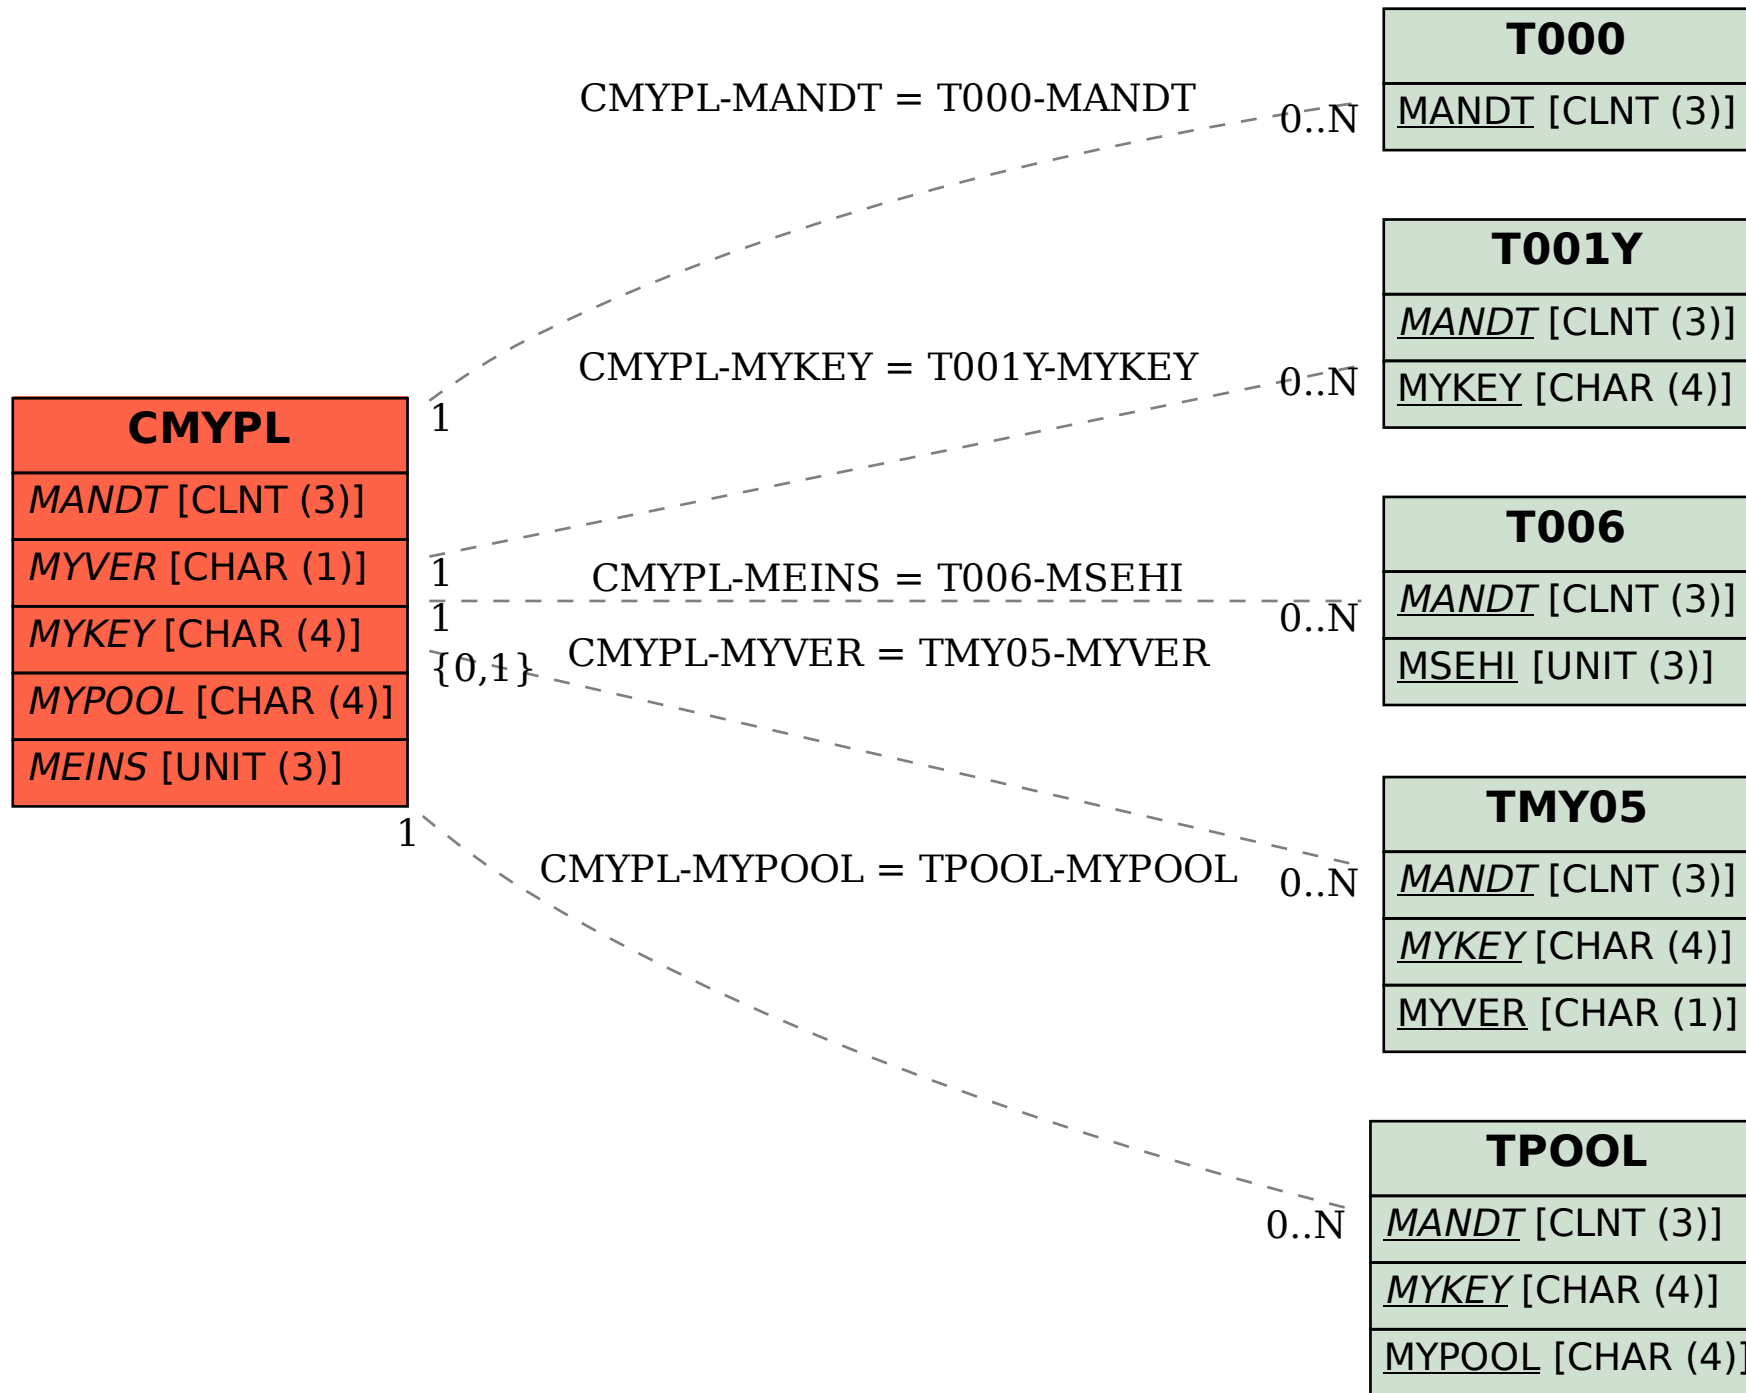 CMYPL
MANDT [CLNT (3)]
MYVER [CHAR (1)]
MYKEY [CHAR (4)]
MYPOOL [CHAR (4)]
MEINS [UNIT (3)]
CMYPL-MANDT = T000-MANDT
1
0..N
CMYPL-MYKEY = T001Y-MYKEY
1
0..N
CMYPL-MEINS = T006-MSEHI
1
0..N
CMYPL-MYVER = TMY05-MYVER
{0,1}
0..N
CMYPL-MYPOOL = TPOOL-MYPOOL
1
0..N
T000
MANDT [CLNT (3)]
T001Y
MANDT [CLNT (3)]
MYKEY [CHAR (4)]
T006
MANDT [CLNT (3)]
MSEHI [UNIT (3)]
TMY05
MANDT [CLNT (3)]
MYKEY [CHAR (4)]
MYVER [CHAR (1)]
TPOOL
MANDT [CLNT (3)]
MYKEY [CHAR (4)]
MYPOOL [CHAR (4)]